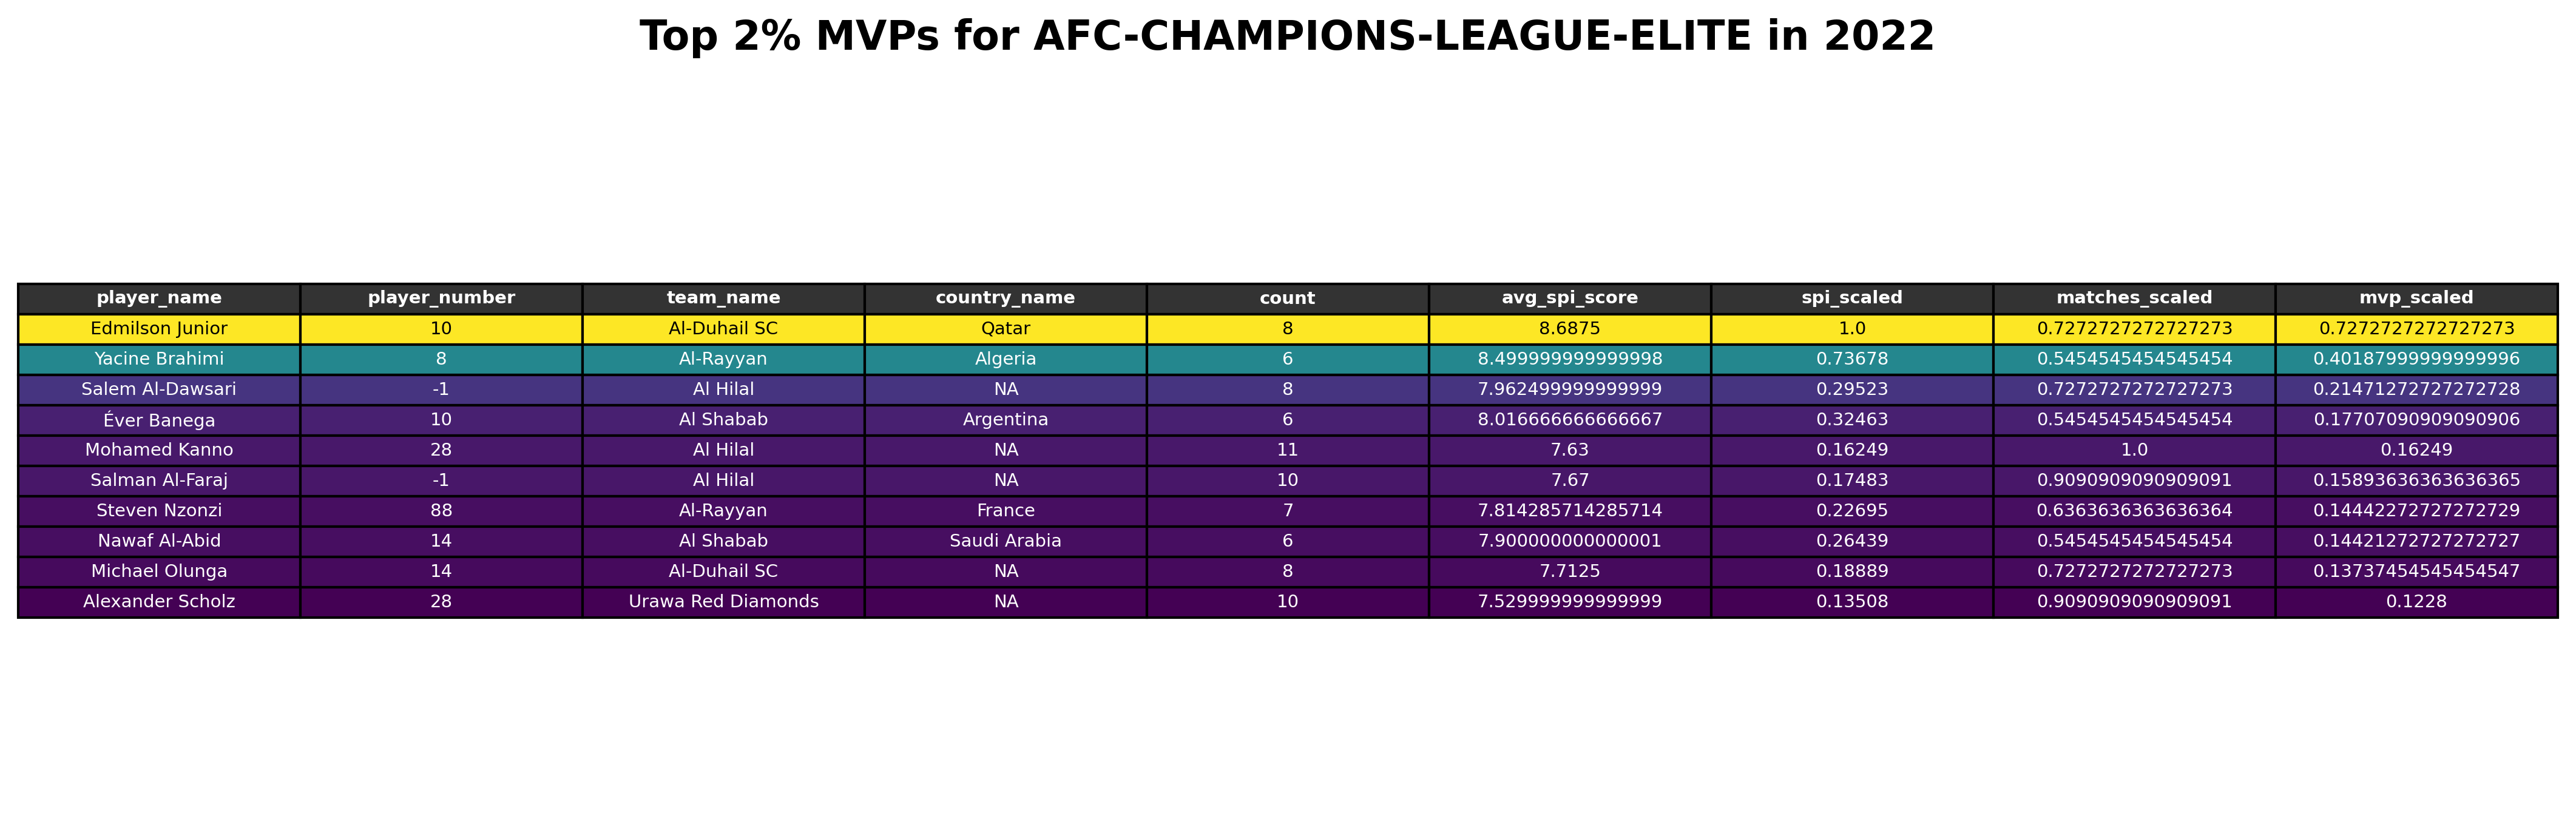 Top 2% MVPs for AFC-CHAMPIONS-LEAGUE-ELITE in 2022
player_name player_number team_name country_name count avg_spi_score spi_scaled matches_scaled mvp_scaled
Edmilson Junior 10 Al-Duhail SC Qatar 8 8.6875 1.0 0.7272727272727273 0.7272727272727273
Yacine Brahimi 8 Al-Rayyan Algeria 6 8.499999999999998 0.73678 0.5454545454545454 0.40187999999999996
Salem Al-Dawsari -1 Al Hilal NA 8 7.962499999999999 0.29523 0.7272727272727273 0.21471272727272728
Éver Banega 10 Al Shabab Argentina 6 8.016666666666667 0.32463 0.5454545454545454 0.17707090909090906
Mohamed Kanno 28 Al Hilal NA 11 7.63 0.16249 1.0 0.16249
Salman Al-Faraj -1 Al Hilal NA 10 7.67 0.17483 0.9090909090909091 0.15893636363636365
Steven Nzonzi 88 Al-Rayyan France 7 7.814285714285714 0.22695 0.6363636363636364 0.14442272727272729
Nawaf Al-Abid 14 Al Shabab Saudi Arabia 6 7.900000000000001 0.26439 0.5454545454545454 0.14421272727272727
Michael Olunga 14 Al-Duhail SC NA 8 7.7125 0.18889 0.7272727272727273 0.13737454545454547
Alexander Scholz 28 Urawa Red Diamonds NA 10 7.529999999999999 0.13508 0.9090909090909091 0.1228